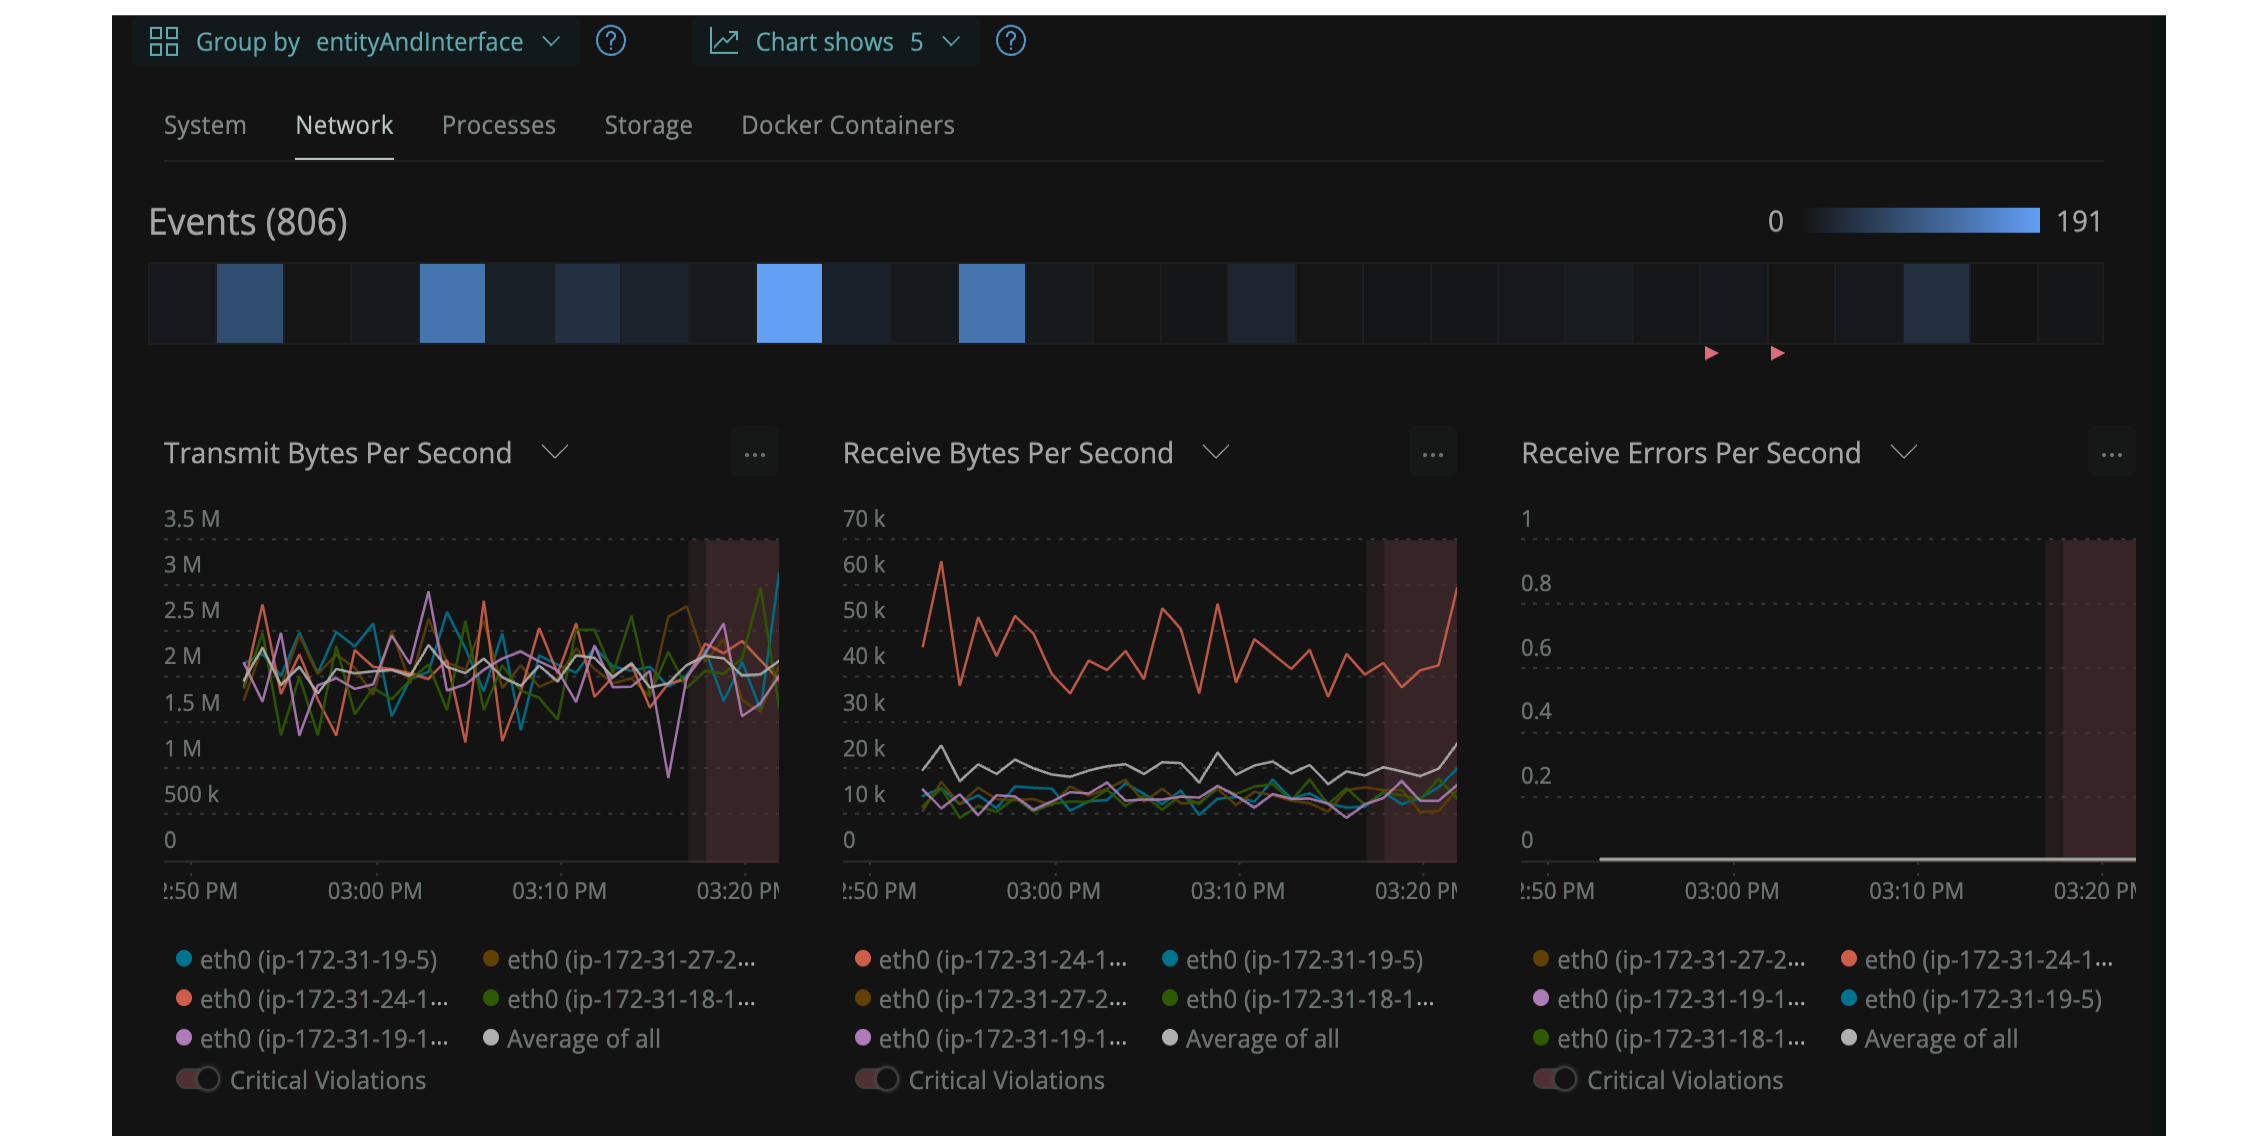 Group by entityAndInterface ? Chart shows 5 ?
System Network Processes Storage Docker Containers
Events (806)
0 191
Transmit Bytes Per Second ...
3.5 M
3 M
2.5 M
2 M
1.5 M
1 M
500 k
0
2:50 PM 03:00 PM 03:10 PM 03:20 PM
eth0 (ip-172-31-19-5) eth0 (ip-172-31-27-2...
eth0 (ip-172-31-24-1... eth0 (ip-172-31-18-1...
eth0 (ip-172-31-19-1... Average of all
Critical Violations
Receive Bytes Per Second ...
70 k
60 k
50 k
40 k
30 k
20 k
10 k
0
2:50 PM 03:00 PM 03:10 PM 03:20 PM
eth0 (ip-172-31-24-1... eth0 (ip-172-31-19-5)
eth0 (ip-172-31-27-2... eth0 (ip-172-31-18-1...
eth0 (ip-172-31-19-1... Average of all
Critical Violations
Receive Errors Per Second ...
1
0.8
0.6
0.4
0.2
0
2:50 PM 03:00 PM 03:10 PM 03:20 PM
eth0 (ip-172-31-27-2... eth0 (ip-172-31-24-1...
eth0 (ip-172-31-19-1... eth0 (ip-172-31-19-5)
eth0 (ip-172-31-18-1... Average of all
Critical Violations